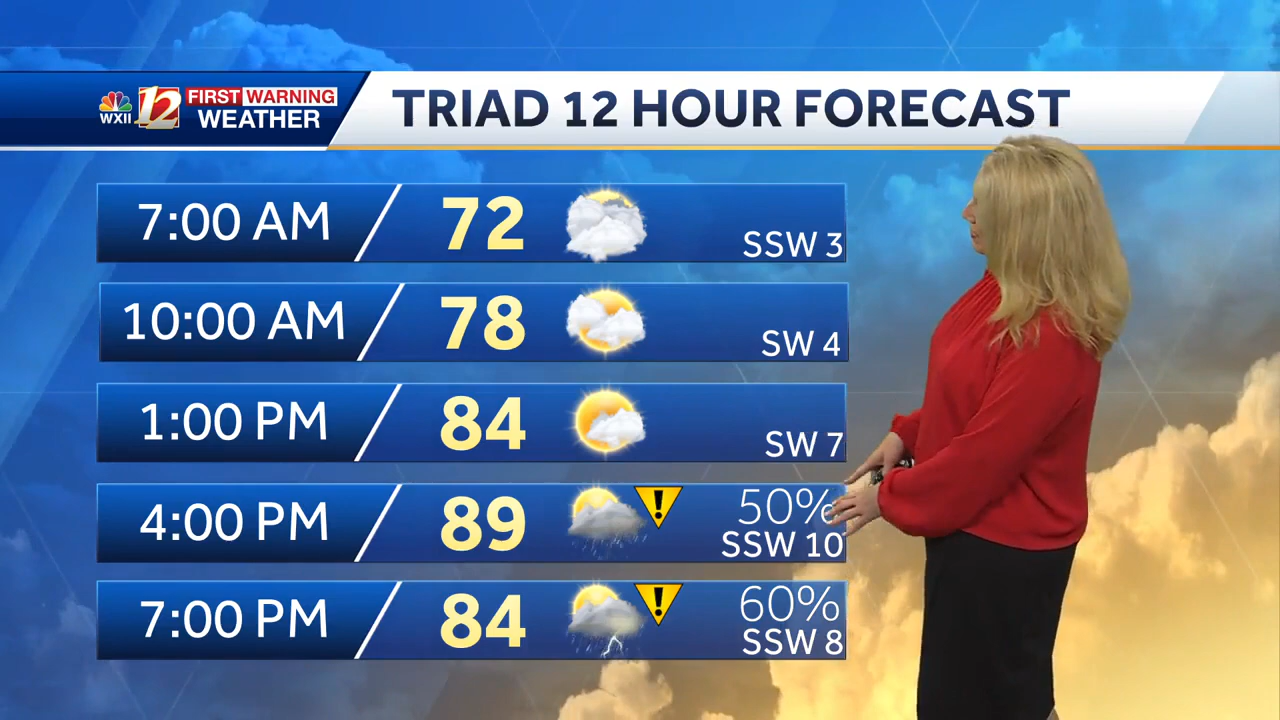 WXII 12 FIRST WARNING
WEATHER
TRIAD 12 HOUR FORECAST
7:00 AM 72 SSW 3
10:00 AM 78 SW 4
1:00 PM 84 SW 7
4:00 PM 89 ! 50%
SSW 10
7:00 PM 84 ! 60%
SSW 8